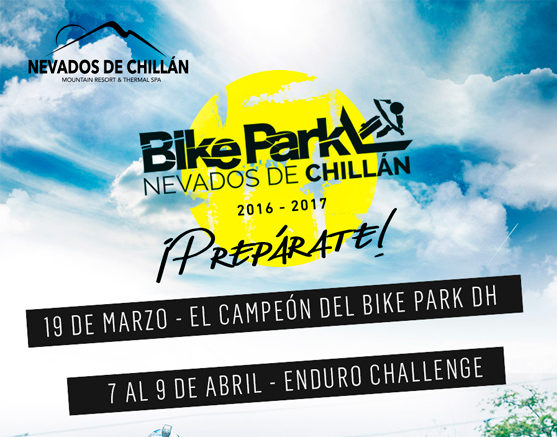 NEVADOS DE CHILLÁN
MOUNTAIN RESORT & THERMAL SPA
Bike Park
NEVADOS DE CHILLÁN
2016 - 2017
¡PREPÁRATE!
19 DE MARZO - EL CAMPEÓN DEL BIKE PARK DH
7 AL 9 DE ABRIL - ENDURO CHALLENGE